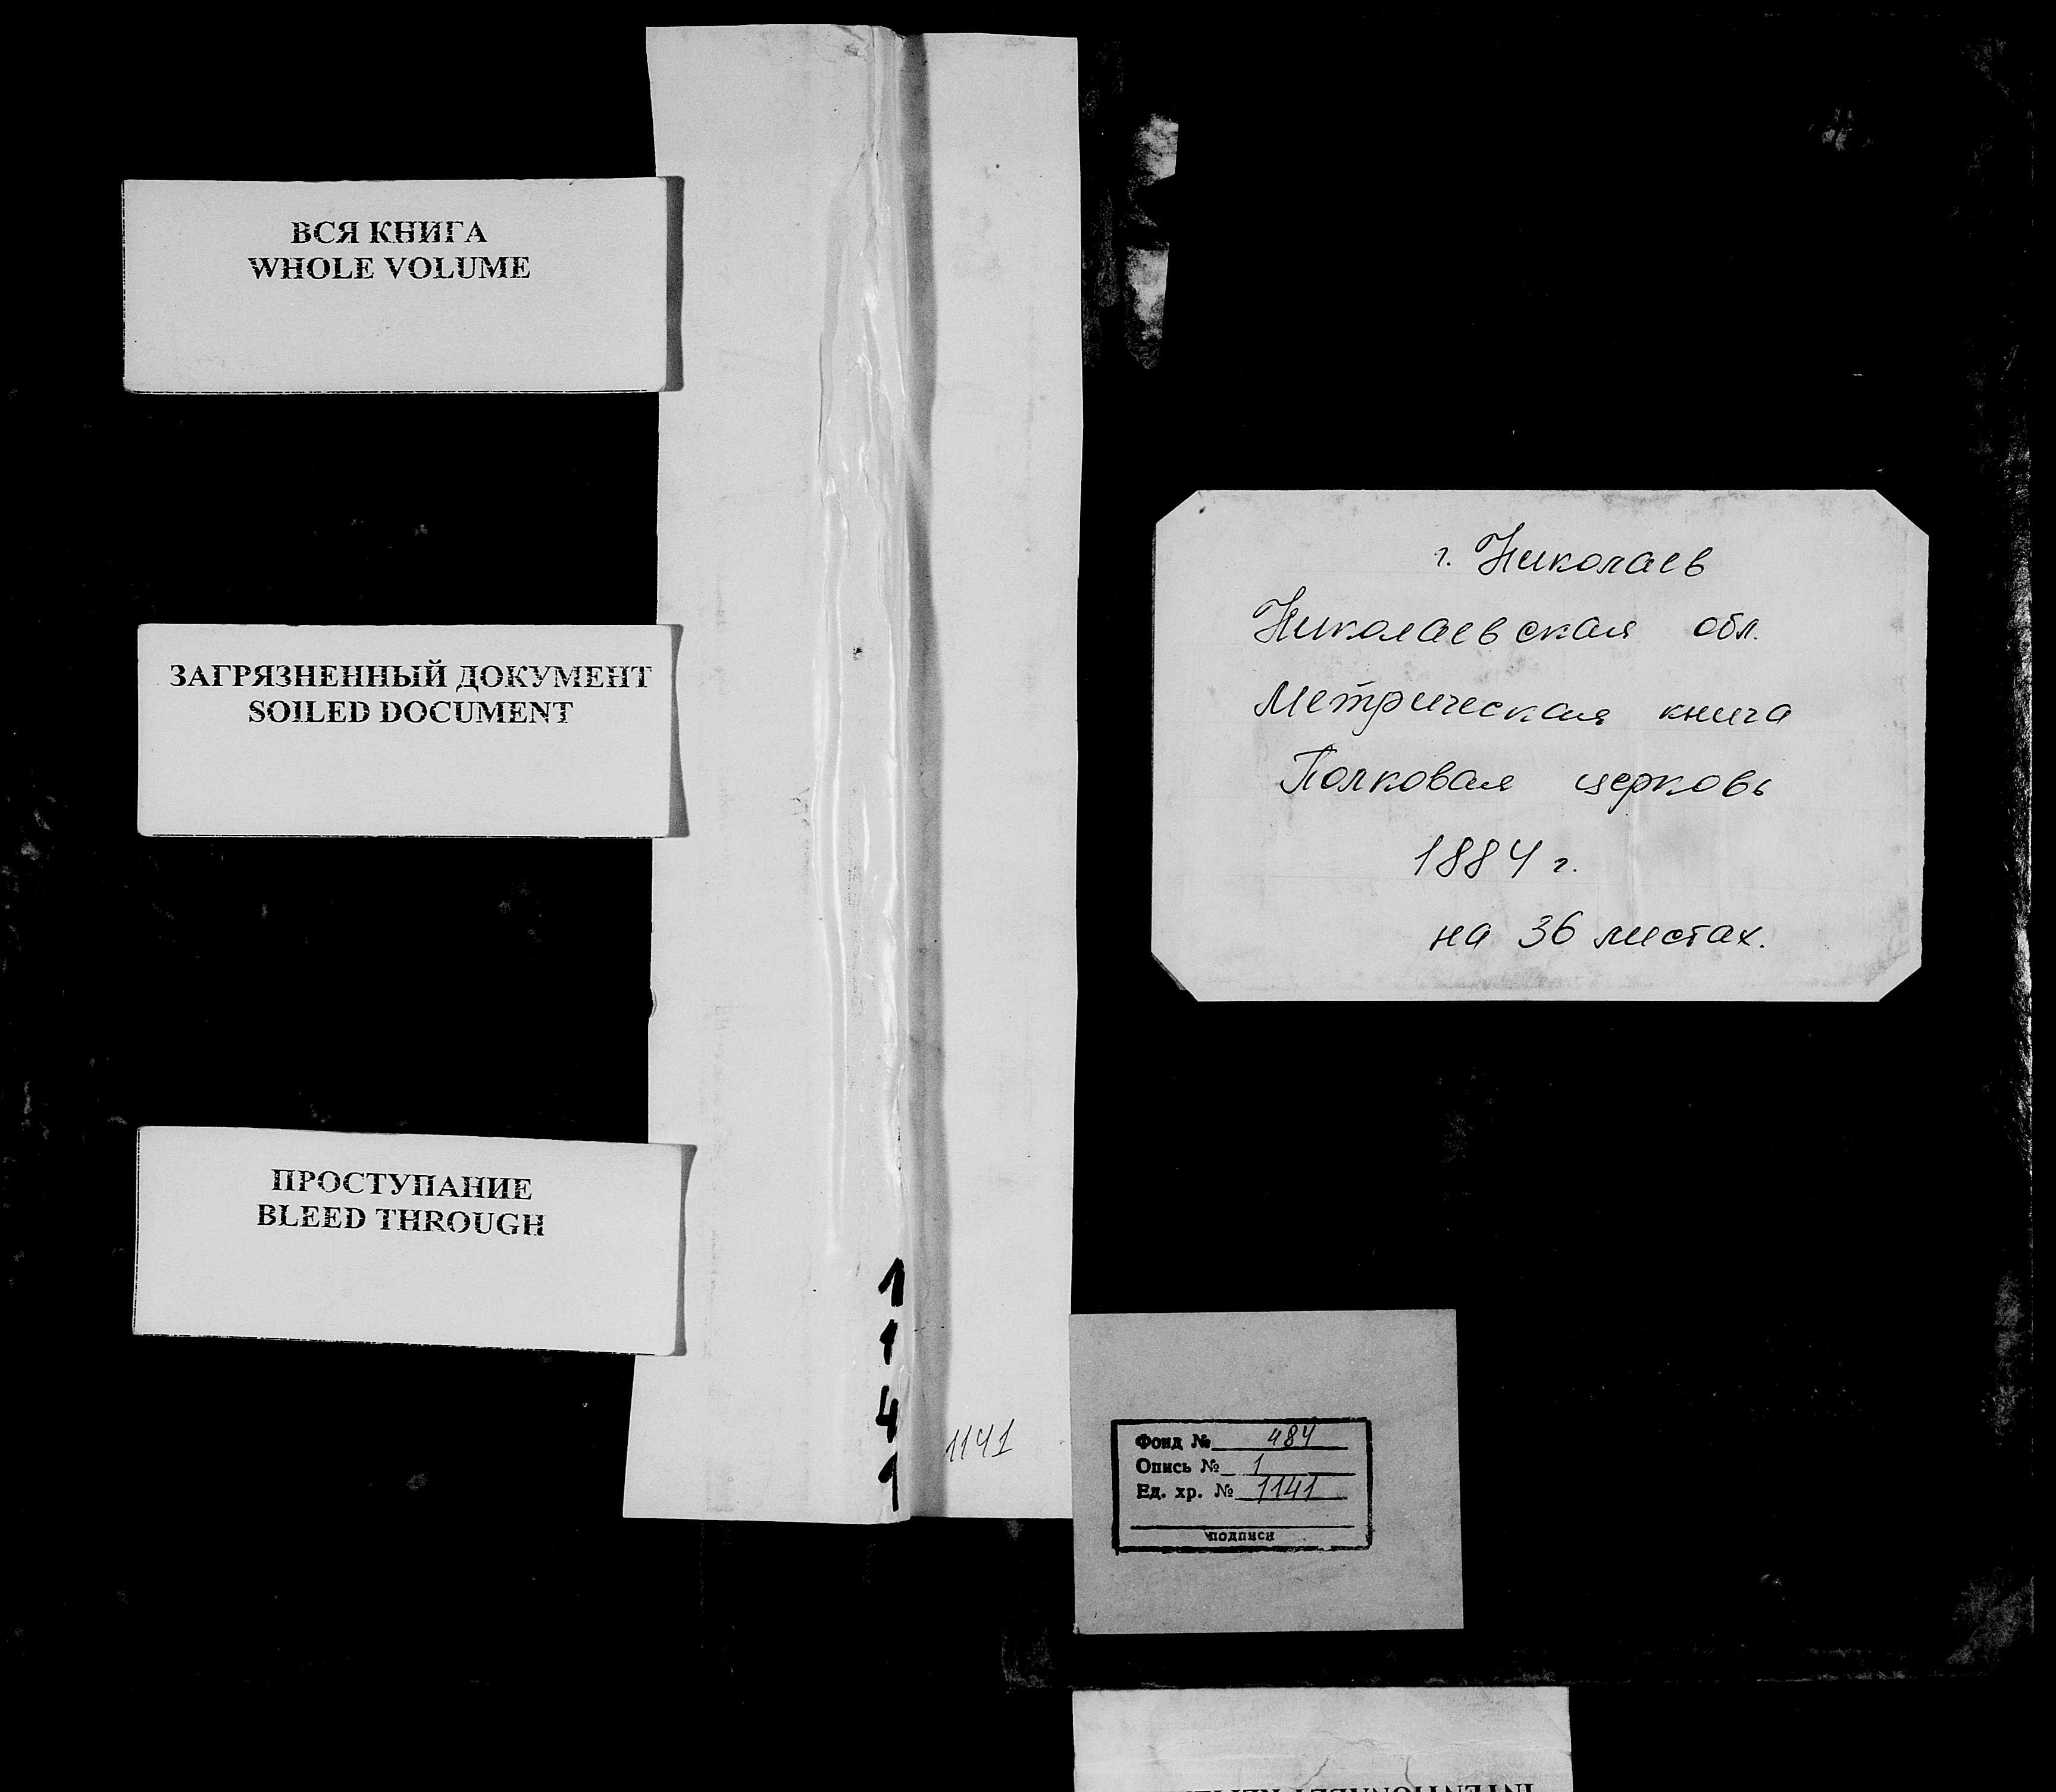 ВСЯ КНИГА
WHOLE VOLUME
ЗАГРЯЗНЕННЫЙ ДОКУМЕНТ
SOILED DOCUMENT
ПРОСТУПАНИЕ
BLEED THROUGH
1
1
4
1
1141
г. Николаев
Николаевская обл.
Метрическая книга
Полковая церковь
1884 г.
на 36 листах.
Фонд № 484
Опись № 1
Ед. хр. № 1141
подписи